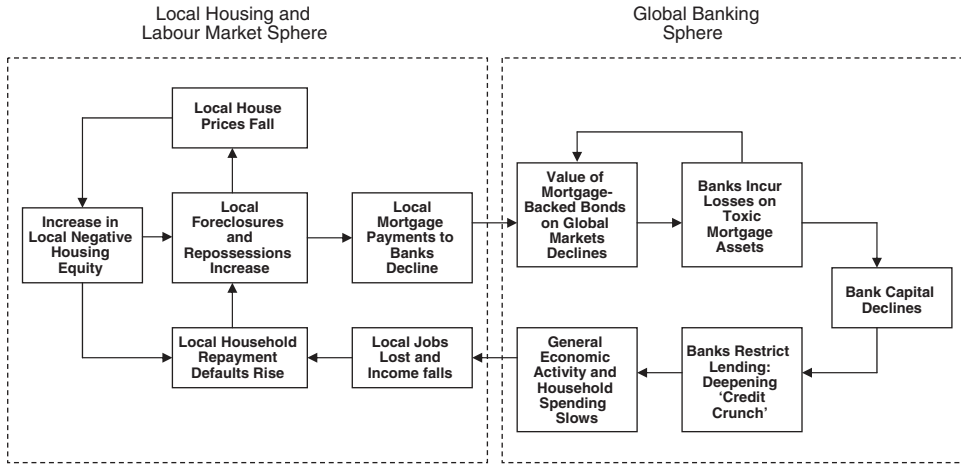 Local Housing and
Labour Market Sphere
Global Banking
Sphere
Local House
Prices Fall
Increase in
Local Negative
Housing
Equity
Local
Foreclosures
and
Repossessions
Increase
Local
Mortgage
Payments to
Banks
Decline
Value of
Mortgage-
Backed Bonds
on Global
Markets
Declines
Banks Incur
Losses on
Toxic
Mortgage
Assets
Bank Capital
Declines
Local Household
Repayment
Defaults Rise
Local Jobs
Lost and
Income falls
General
Economic
Activity and
Household
Spending
Slows
Banks Restrict
Lending:
Deepening
‘Credit
Crunch’